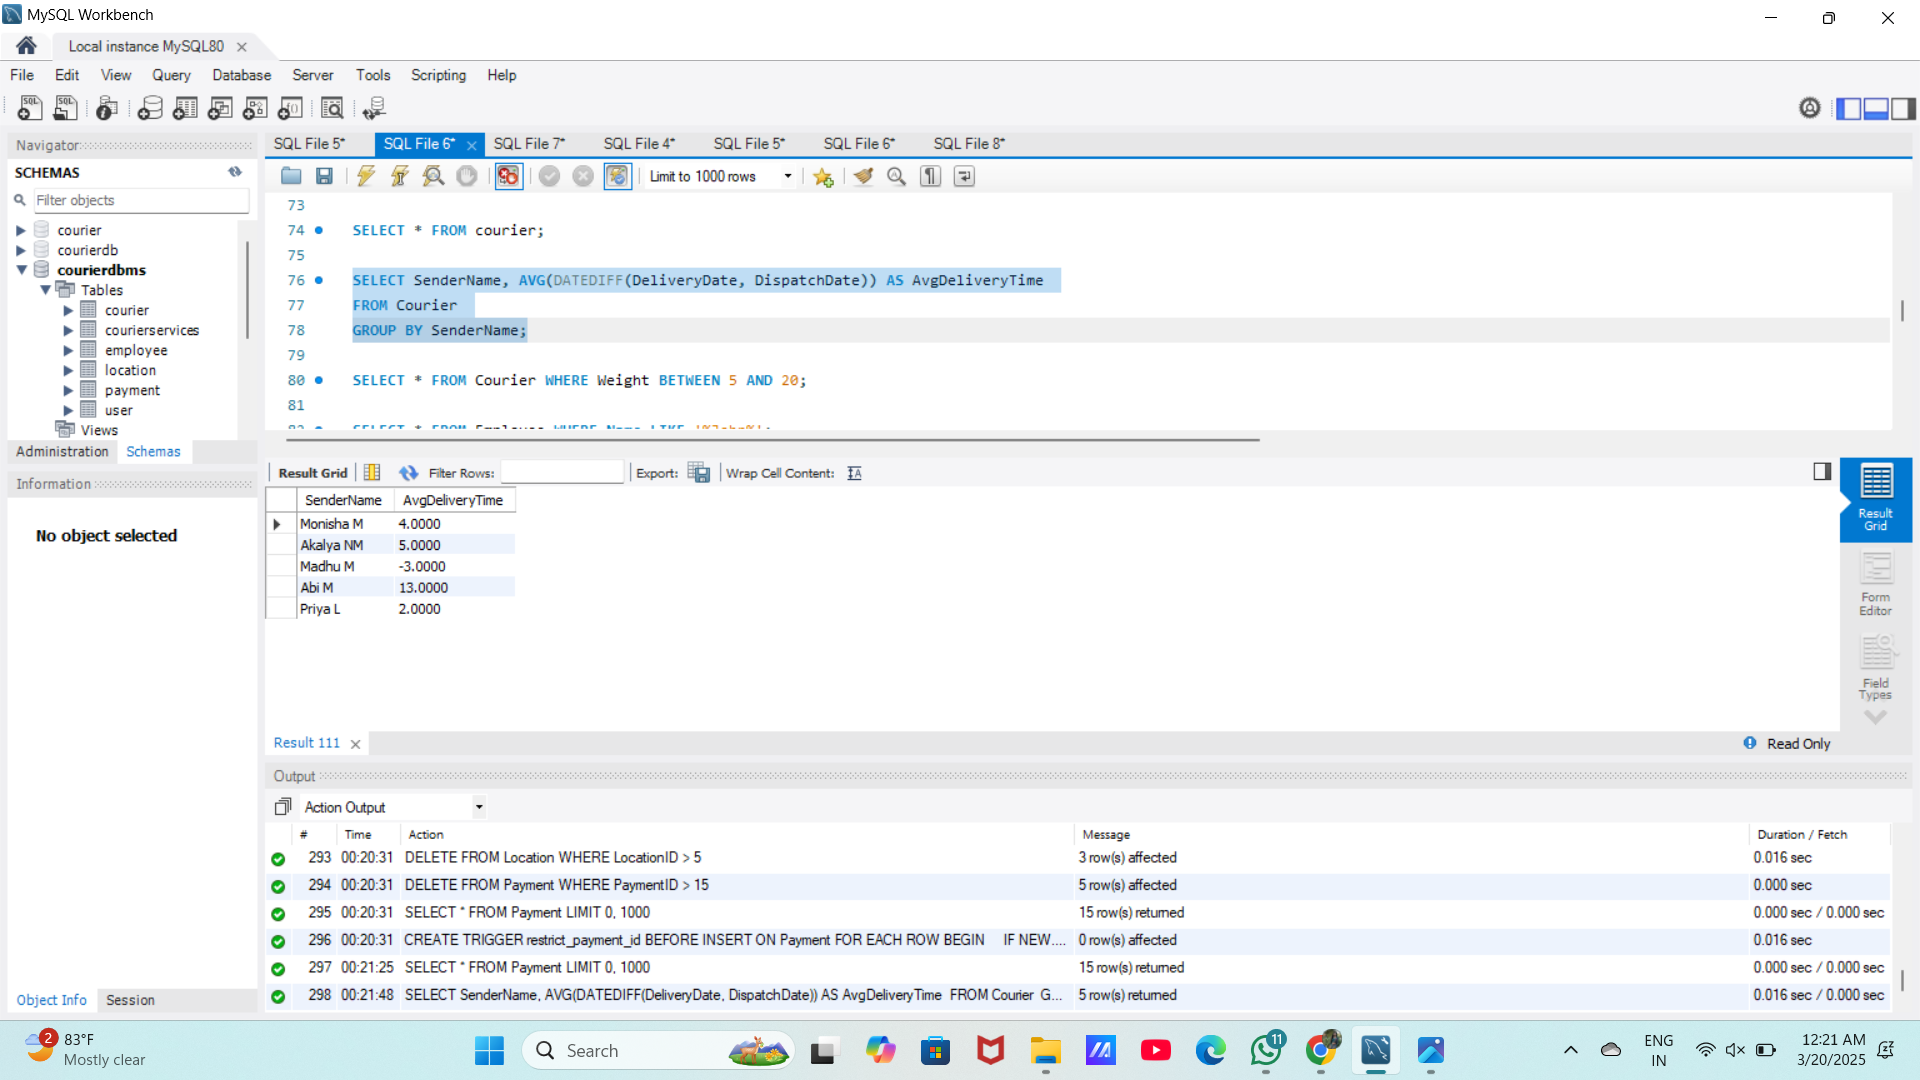 MySQL Workbench
Local instance MySQL80
File Edit View Query Database Server Tools Scripting Help
Navigator
SCHEMAS
Filter objects
courier
courierdb
courierdbms
Tables
courier
courierservices
employee
location
payment
user
Views
Administration Schemas
Information
No object selected
Object Info Session
SQL File 5* SQL File 6* SQL File 7* SQL File 4* SQL File 5* SQL File 6* SQL File 8*
Limit to 1000 rows
73
74 SELECT * FROM courier;
75
76 SELECT SenderName, AVG(DATEDIFF(DeliveryDate, DispatchDate)) AS AvgDeliveryTime
77 FROM Courier
78 GROUP BY SenderName;
79
80 SELECT * FROM Courier WHERE Weight BETWEEN 5 AND 20;
81
Result Grid Filter Rows: Export: Wrap Cell Content:
SenderName AvgDeliveryTime
Monisha M 4.0000
Akalya NM 5.0000
Madhu M -3.0000
Abi M 13.0000
Priya L 2.0000
Result Grid
Form Editor
Field Types
Result 111
Read Only
Output
Action Output
# Time Action Message Duration / Fetch
293 00:20:31 DELETE FROM Location WHERE LocationID > 5 3 row(s) affected 0.016 sec
294 00:20:31 DELETE FROM Payment WHERE PaymentID > 15 5 row(s) affected 0.000 sec
295 00:20:31 SELECT * FROM Payment LIMIT 0, 1000 15 row(s) returned 0.000 sec / 0.000 sec
296 00:20:31 CREATE TRIGGER restrict_payment_id BEFORE INSERT ON Payment FOR EACH ROW BEGIN IF NEW.... 0 row(s) affected 0.016 sec
297 00:21:25 SELECT * FROM Payment LIMIT 0, 1000 15 row(s) returned 0.000 sec / 0.000 sec
298 00:21:48 SELECT SenderName, AVG(DATEDIFF(DeliveryDate, DispatchDate)) AS AvgDeliveryTime FROM Courier G... 5 row(s) returned 0.016 sec / 0.000 sec
2
83°F
Mostly clear
Search
11
ENG
IN
12:21 AM
3/20/2025